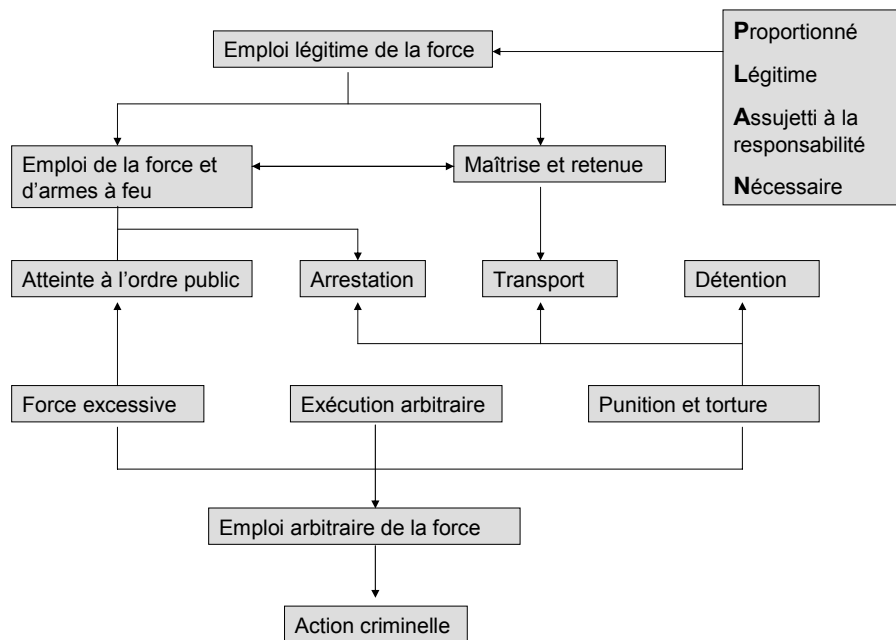 Emploi légitime de la force
Proportionné
Légitime
Assujetti à la
responsabilité
Nécessaire
Emploi de la force et
d'armes à feu
Maîtrise et retenue
Atteinte à l’ordre public
Arrestation
Transport
Détention
Force excessive
Exécution arbitraire
Punition et torture
Emploi arbitraire de la force
Action criminelle